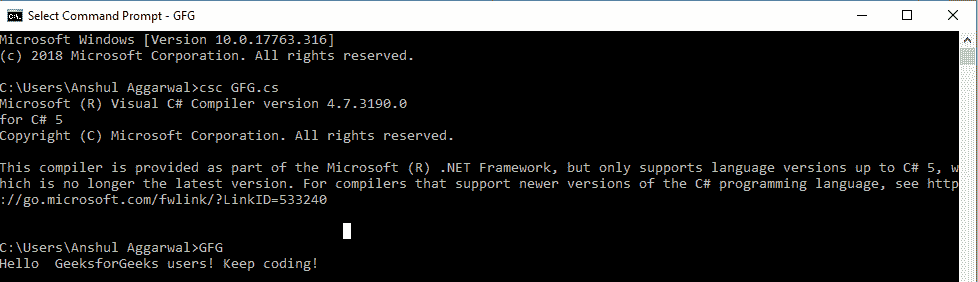 Select Command Prompt - GFG
Microsoft Windows [Version 10.0.17763.316]
(c) 2018 Microsoft Corporation. All rights reserved.
C:\Users\Anshul Aggarwal>csc GFG.cs
Microsoft (R) Visual C# Compiler version 4.7.3190.0
for C# 5
Copyright (C) Microsoft Corporation. All rights reserved.
This compiler is provided as part of the Microsoft (R) .NET Framework, but only supports language versions up to C# 5, w
hich is no longer the latest version. For compilers that support newer versions of the C# programming language, see http
://go.microsoft.com/fwlink/?LinkID=533240
C:\Users\Anshul Aggarwal>GFG
Hello  GeeksforGeeks users! Keep coding!